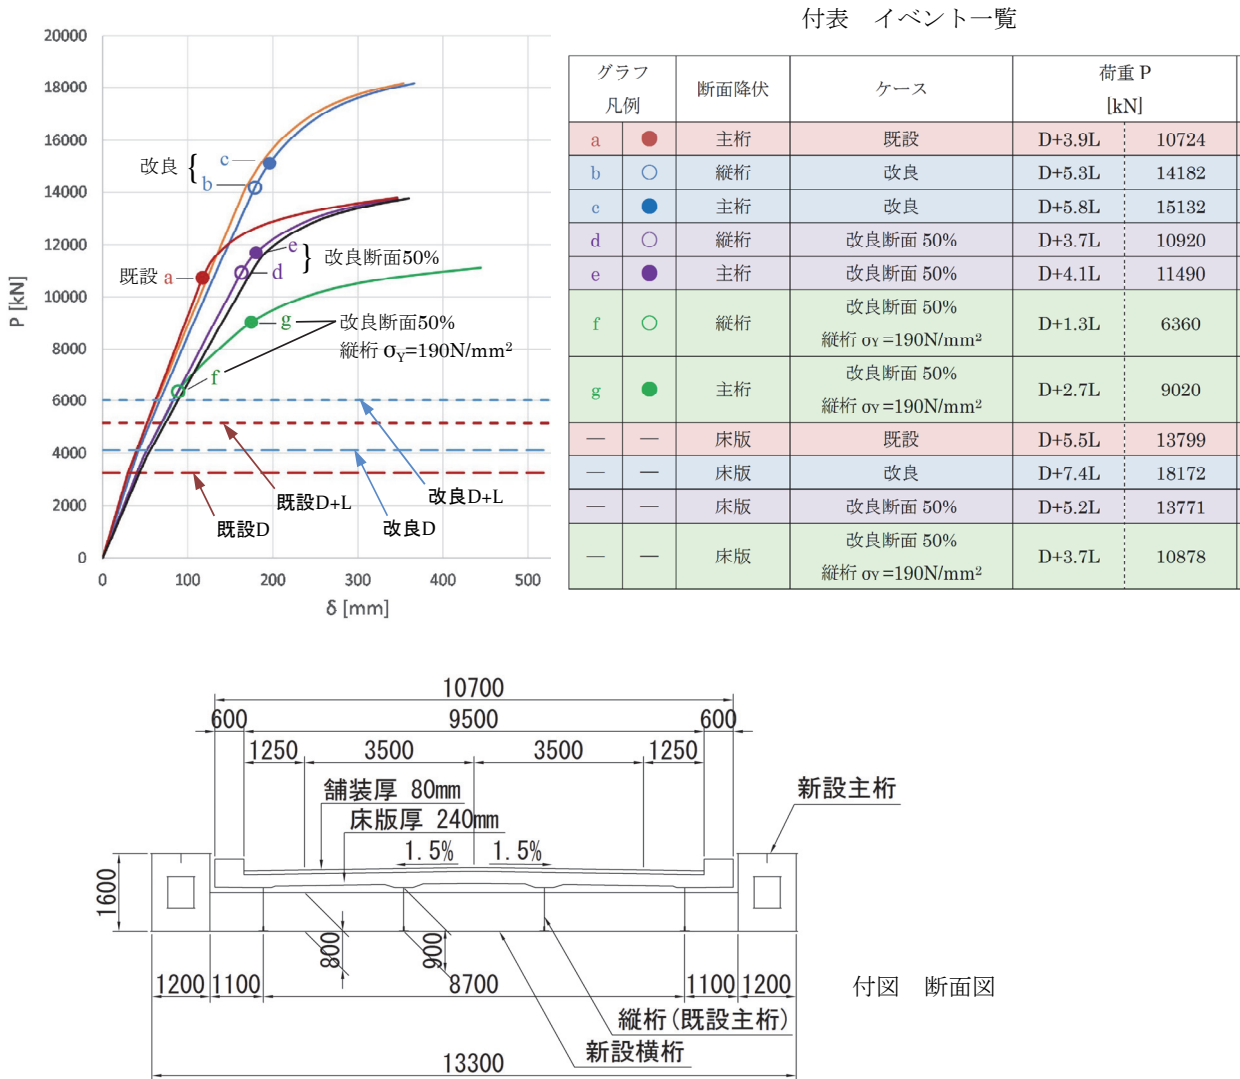 付表　イベント一覧
20000
18000
16000
14000
12000
10000
8000
6000
4000
2000
0
0 100 200 300 400 500
P [kN]
δ [mm]
改良 { c
b
既設 a
e
d } 改良断面50%
g 改良断面50%
縦桁 σY=190N/mm²
f
既設D+L
改良D+L
既設D
改良D
グラフ 凡例 断面降伏 ケース 荷重 P [kN]
a ● 主桁 既設 D+3.9L 10724
b ○ 縦桁 改良 D+5.3L 14182
c ● 主桁 改良 D+5.8L 15132
d ○ 縦桁 改良断面 50% D+3.7L 10920
e ● 主桁 改良断面 50% D+4.1L 11490
f ○ 縦桁 改良断面 50% 縦桁 σY=190N/mm² D+1.3L 6360
g ● 主桁 改良断面 50% 縦桁 σY=190N/mm² D+2.7L 9020
— — 床版 既設 D+5.5L 13799
— — 床版 改良 D+7.4L 18172
— — 床版 改良断面 50% D+5.2L 13771
— — 床版 改良断面 50% 縦桁 σY=190N/mm² D+3.7L 10878
10700
600 9500 600
1250 3500 3500 1250
舗装厚 80mm
床版厚 240mm
1.5% 1.5%
新設主桁
1600
800
900
1200 1100 8700 1100 1200
縦桁(既設主桁)
新設横桁
13300
付図　断面図